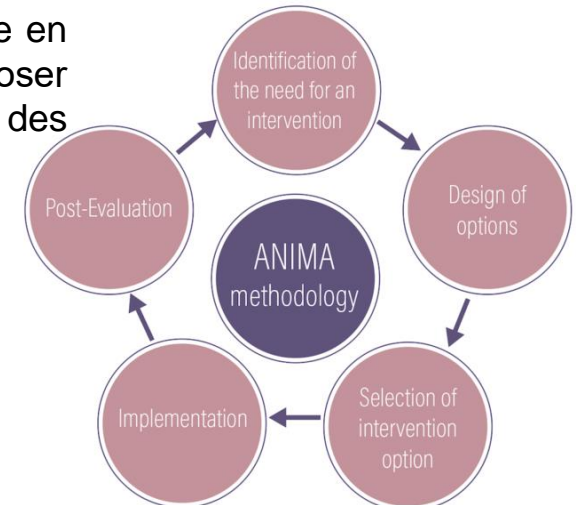 e en
oser
des
Identification of
the need for an
intervention
Design of
options
Selection of
intervention
option
Implementation
Post-Evaluation
ANIMA
methodology